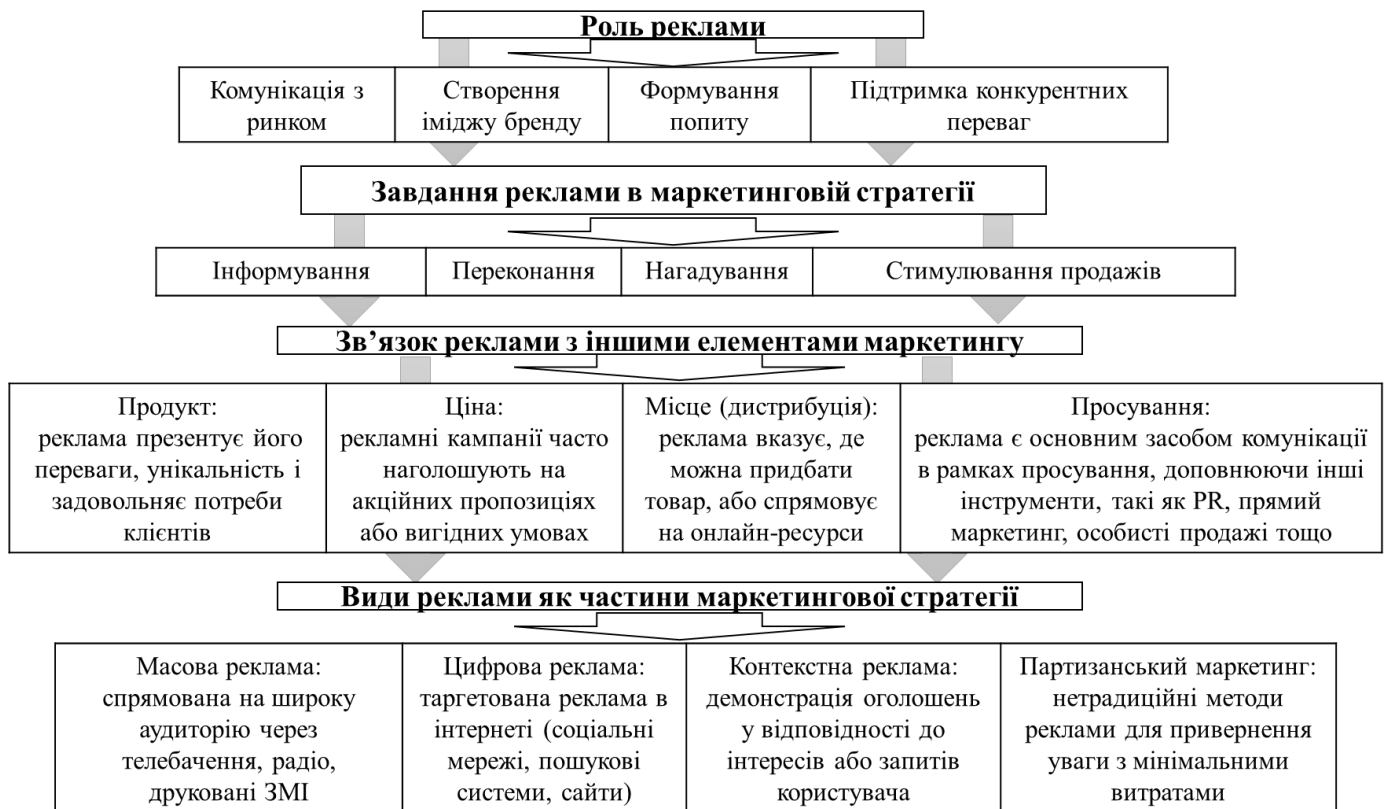 Роль реклами
Комунікація з
ринком
Створення
іміджу бренду
Формування
попиту
Підтримка конкурентних
переваг
Завдання реклами в маркетинговій стратегії
Інформування
Переконання
Нагадування
Стимулювання продажів
Зв’язок реклами з іншими елементами маркетингу
Продукт:
реклама презентує його
переваги, унікальність і
задовольняє потреби
клієнтів
Ціна:
рекламні кампанії часто
наголошують на
акційних пропозиціях
або вигідних умовах
Місце (дистрибуція):
реклама вказує, де
можна придбати
товар, або спрямовує
на онлайн-ресурси
Просування:
реклама є основним засобом комунікації
в рамках просування, доповнюючи інші
інструменти, такі як PR, прямий
маркетинг, особисті продажі тощо
Види реклами як частини маркетингової стратегії
Масова реклама:
спрямована на широку
аудиторію через
телебачення, радіо,
друковані ЗМІ
Цифрова реклама:
таргетована реклама в
інтернеті (соціальні
мережі, пошукові
системи, сайти)
Контекстна реклама:
демонстрація оголошень
у відповідності до
інтересів або запитів
користувача
Партизанський маркетинг:
нетрадиційні методи
реклами для привернення
уваги з мінімальними
витратами